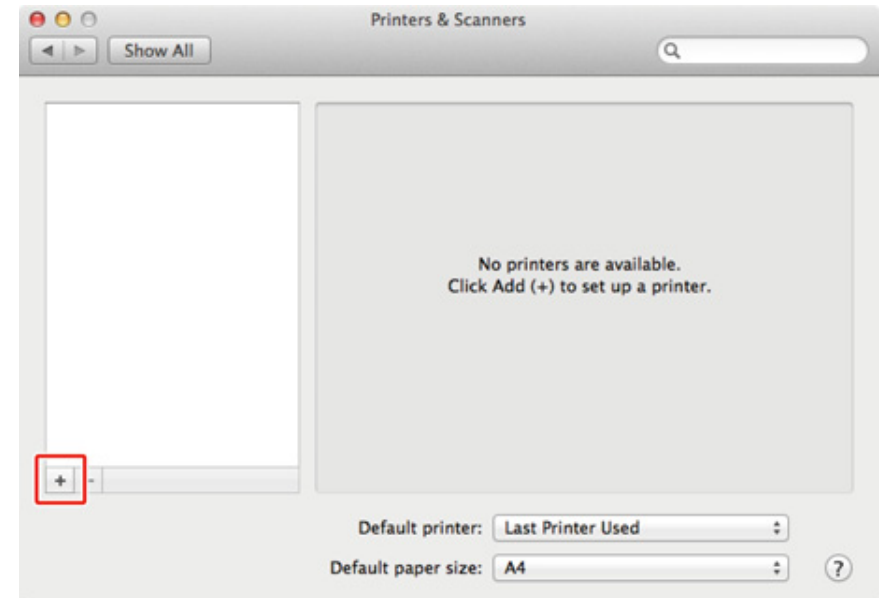 Printers & Scanners
Show All
No printers are available.
Click Add (+) to set up a printer.
+ -
Default printer: Last Printer Used
Default paper size: A4 ?